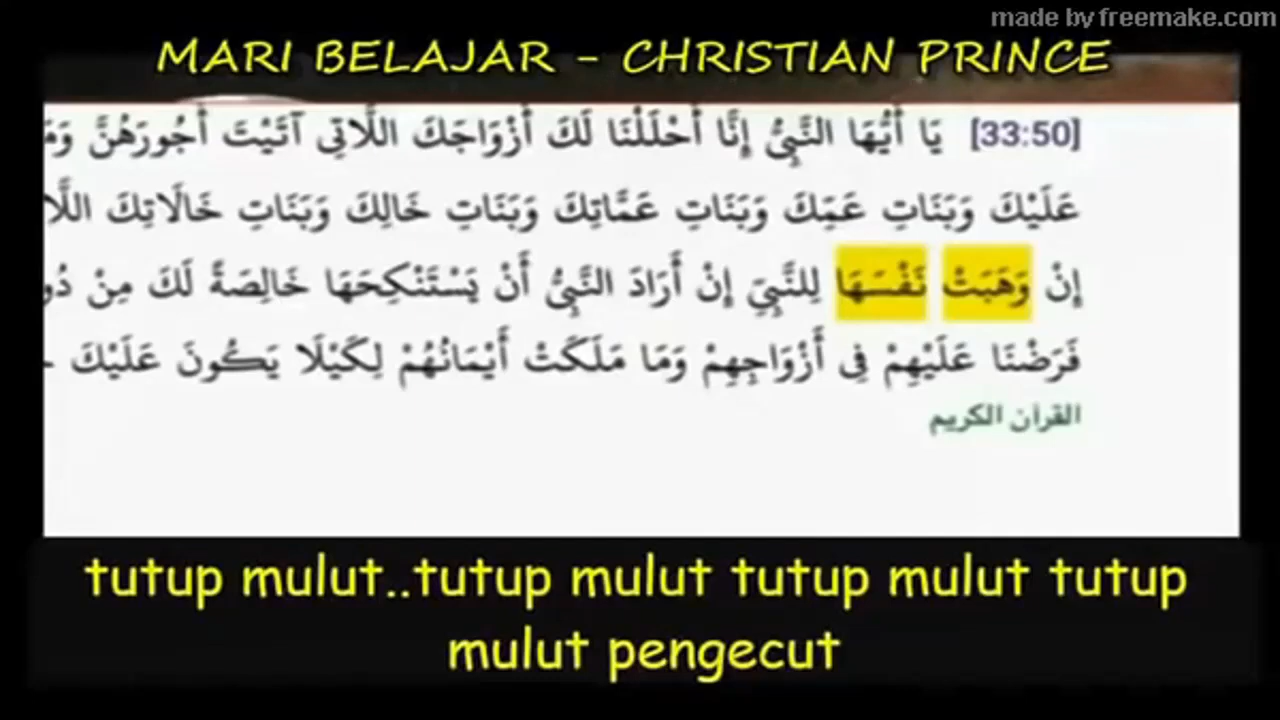 made by freemake.com
MARI BELAJAR - CHRISTIAN PRINCE
[33:50] يَا أَيُّهَا النَّبِيُّ إِنَّا أَحْلَلْنَا لَكَ أَزْوَاجَكَ اللَّاتِي آتَيْتَ أُجُورَهُنَّ
عَلَيْكَ وَبَنَاتِ عَمِّكَ وَبَنَاتِ عَمَّاتِكَ وَبَنَاتِ خَالِكَ وَبَنَاتِ خَالَاتِكَ
إِنْ وَهَبَتْ نَفْسَهَا لِلنَّبِيِّ إِنْ أَرَادَ النَّبِيُّ أَنْ يَسْتَنْكِحَهَا خَالِصَةً لَكَ مِنْ
فَرَضْنَا عَلَيْهِمْ فِي أَزْوَاجِهِمْ وَمَا مَلَكَتْ أَيْمَانُهُمْ لِكَيْلَا يَكُونَ عَلَيْكَ
القرآن الكريم
tutup mulut..tutup mulut tutup mulut tutup
mulut pengecut